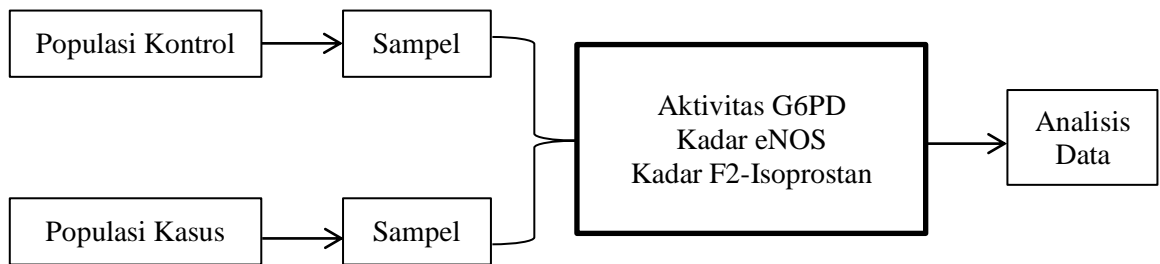 Populasi Kontrol
Sampel
Populasi Kasus
Sampel
Aktivitas G6PD
Kadar eNOS
Kadar F2-Isoprostan
Analisis
Data